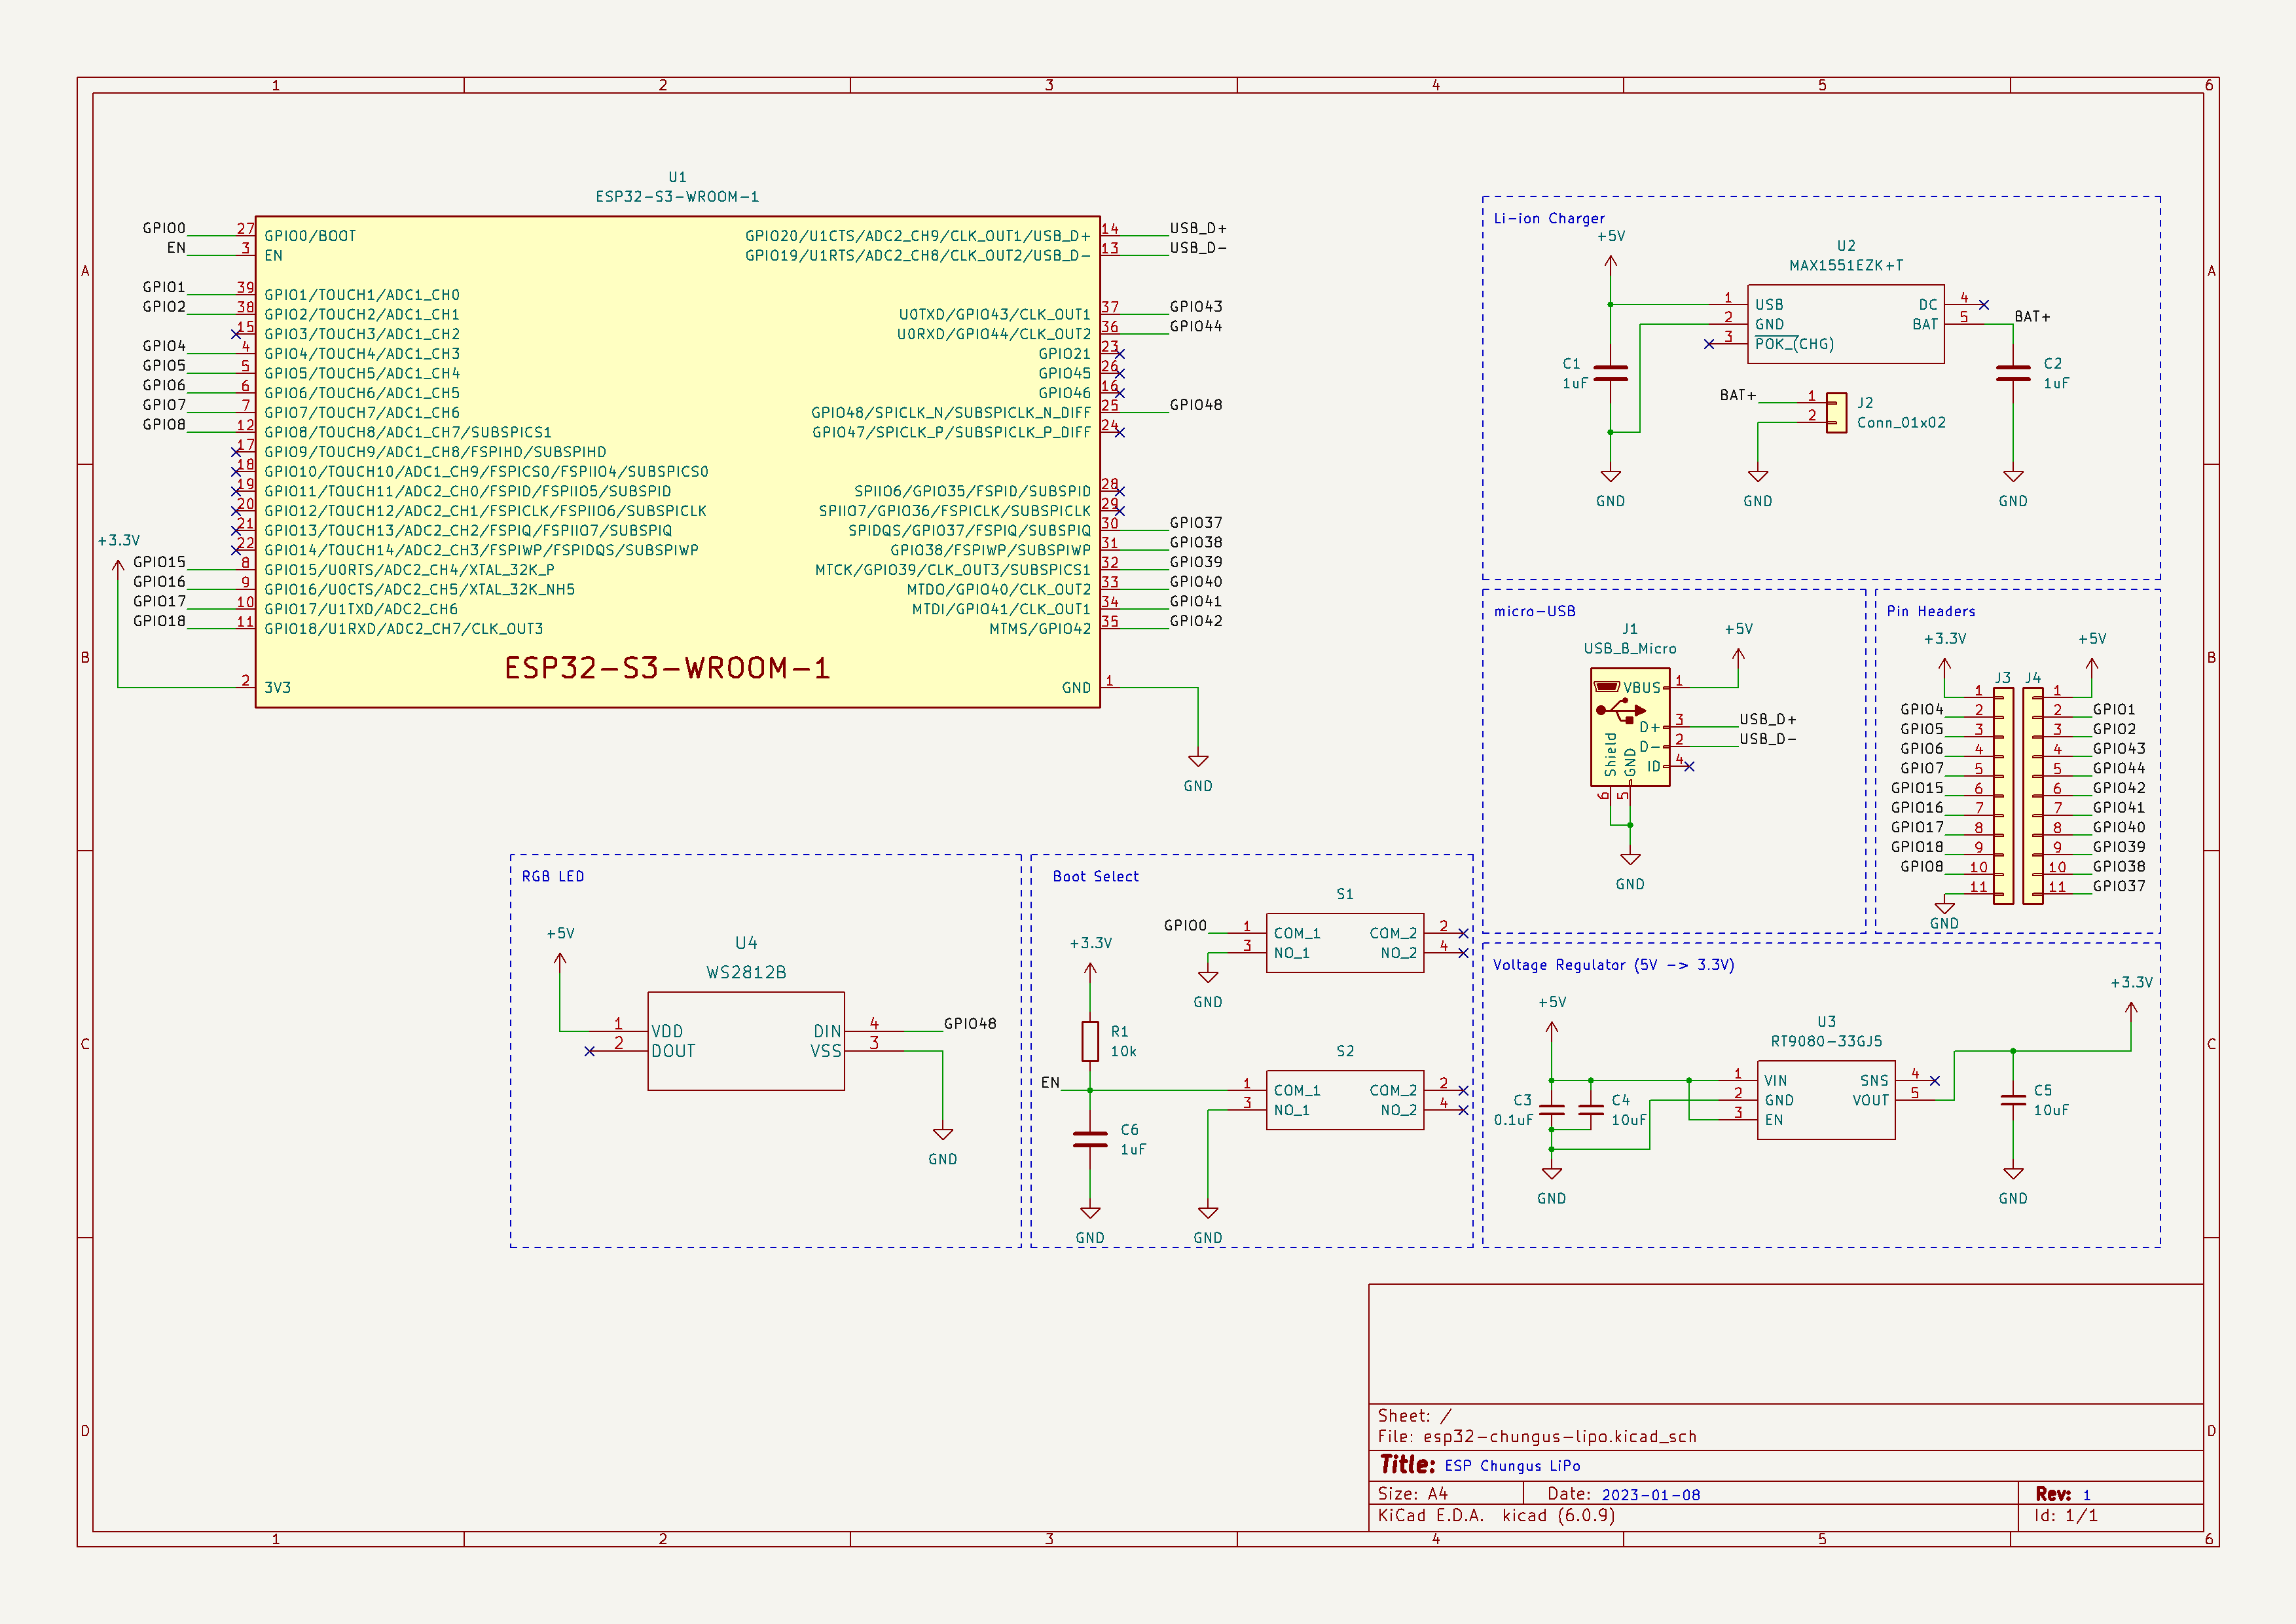 1 2 3 4 5 6
A
B
C
D
A
B
C
D
1 2 3 4 5 6
U1
ESP32-S3-WROOM-1
GPIO0 27 GPIO0/BOOT
EN 3 EN
GPIO1 39 GPIO1/TOUCH1/ADC1_CH0
GPIO2 38 GPIO2/TOUCH2/ADC1_CH1
15 GPIO3/TOUCH3/ADC1_CH2
GPIO4 4 GPIO4/TOUCH4/ADC1_CH3
GPIO5 5 GPIO5/TOUCH5/ADC1_CH4
GPIO6 6 GPIO6/TOUCH6/ADC1_CH5
GPIO7 7 GPIO7/TOUCH7/ADC1_CH6
GPIO8 12 GPIO8/TOUCH8/ADC1_CH7/SUBSPICS1
17 GPIO9/TOUCH9/ADC1_CH8/FSPIHD/SUBSPIHD
18 GPIO10/TOUCH10/ADC1_CH9/FSPICS0/FSPIIO4/SUBSPICS0
19 GPIO11/TOUCH11/ADC2_CH0/FSPID/FSPIIO5/SUBSPID
20 GPIO12/TOUCH12/ADC2_CH1/FSPICLK/FSPIIO6/SUBSPICLK
21 GPIO13/TOUCH13/ADC2_CH2/FSPIQ/FSPIIO7/SUBSPIQ
22 GPIO14/TOUCH14/ADC2_CH3/FSPIWP/FSPIDQS/SUBSPIWP
+3.3V
GPIO15 8 GPIO15/U0RTS/ADC2_CH4/XTAL_32K_P
GPIO16 9 GPIO16/U0CTS/ADC2_CH5/XTAL_32K_NH5
GPIO17 10 GPIO17/U1TXD/ADC2_CH6
GPIO18 11 GPIO18/U1RXD/ADC2_CH7/CLK_OUT3
2 3V3
ESP32-S3-WROOM-1
GPIO20/U1CTS/ADC2_CH9/CLK_OUT1/USB_D+ 14 USB_D+
GPIO19/U1RTS/ADC2_CH8/CLK_OUT2/USB_D- 13 USB_D-
U0TXD/GPIO43/CLK_OUT1 37 GPIO43
U0RXD/GPIO44/CLK_OUT2 36 GPIO44
GPIO21 23
GPIO45 26
GPIO46 16
GPIO48/SPICLK_N/SUBSPICLK_N_DIFF 25 GPIO48
GPIO47/SPICLK_P/SUBSPICLK_P_DIFF 24
SPIIO6/GPIO35/FSPID/SUBSPID 28
SPIIO7/GPIO36/FSPICLK/SUBSPICLK 29
SPIDQS/GPIO37/FSPIQ/SUBSPIQ 30 GPIO37
GPIO38/FSPIWP/SUBSPIWP 31 GPIO38
MTCK/GPIO39/CLK_OUT3/SUBSPICS1 32 GPIO39
MTDO/GPIO40/CLK_OUT2 33 GPIO40
MTDI/GPIO41/CLK_OUT1 34 GPIO41
MTMS/GPIO42 35 GPIO42
GND 1
GND
Li-ion Charger
+5V
U2
MAX1551EZK+T
1 USB DC 4
2 GND BAT 5 BAT+
3 POK_(CHG)
C1
1uF
C2
1uF
BAT+ 1
2
J2
Conn_01x02
GND GND GND
micro-USB
J1
USB_B_Micro
+5V
VBUS 1
D+ 3 USB_D+
D- 2 USB_D-
ID 4
Shield GND
6 5
GND
Pin Headers
+3.3V +5V
J3 J4
1 1
GPIO4 2 2 GPIO1
GPIO5 3 3 GPIO2
GPIO6 4 4 GPIO43
GPIO7 5 5 GPIO44
GPIO15 6 6 GPIO42
GPIO16 7 7 GPIO41
GPIO17 8 8 GPIO40
GPIO18 9 9 GPIO39
GPIO8 10 10 GPIO38
11 11 GPIO37
GND
RGB LED
+5V
U4
WS2812B
1 VDD DIN 4 GPIO48
2 DOUT VSS 3
GND
Boot Select
S1
GPIO0 1 COM_1 COM_2 2
3 NO_1 NO_2 4
GND
+3.3V
R1
10k
S2
EN 1 COM_1 COM_2 2
3 NO_1 NO_2 4
C6
1uF
GND GND
Voltage Regulator (5V -> 3.3V)
+5V
+3.3V
U3
RT9080-33GJ5
1 VIN SNS 4
2 GND VOUT 5
3 EN
C3
0.1uF
C4
10uF
C5
10uF
GND GND
Sheet: /
File: esp32-chungus-lipo.kicad_sch
Title: ESP Chungus LiPo
Size: A4 Date: 2023-01-08 Rev: 1
KiCad E.D.A. kicad (6.0.9) Id: 1/1